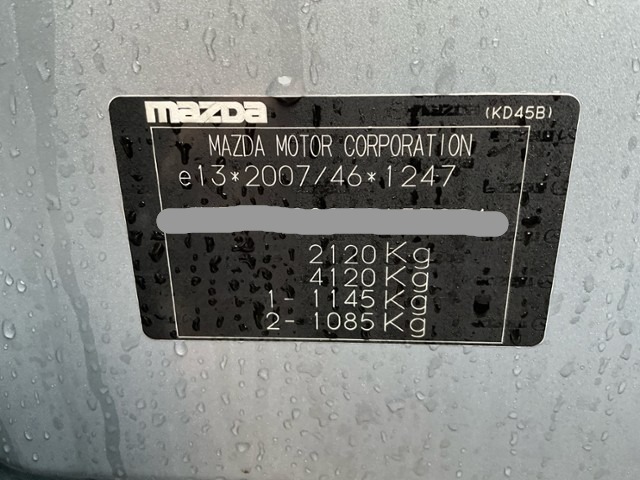 mazda (KD45B)
MAZDA MOTOR CORPORATION
e13*2007/46*1247
2120 Kg
4120 Kg
1- 1145 Kg
2- 1085 Kg